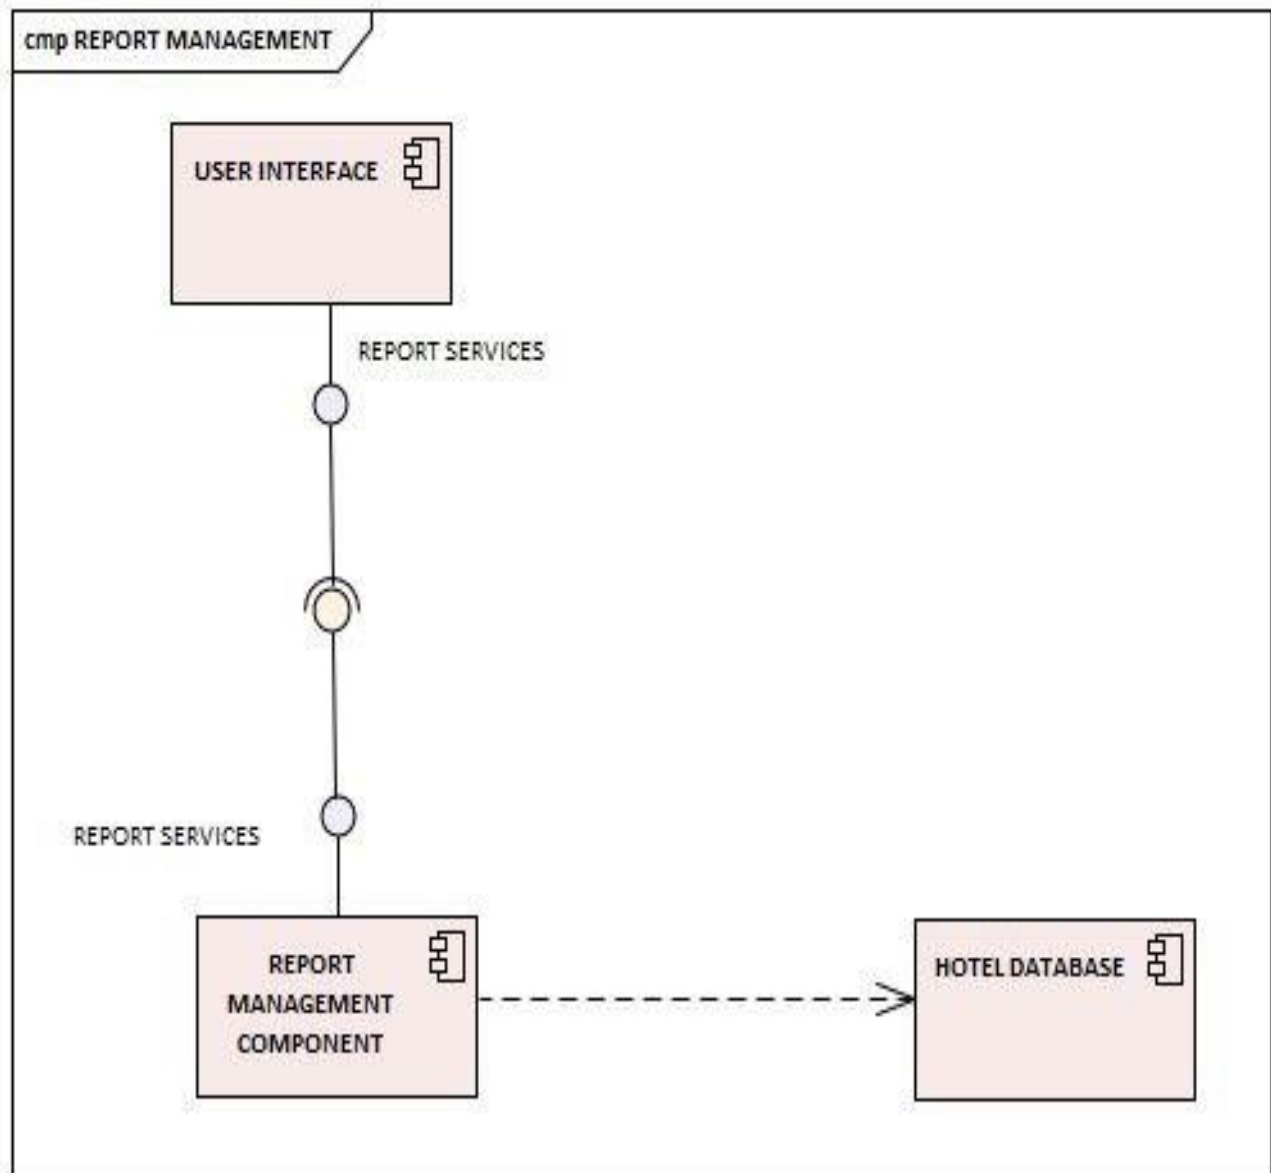 cmp REPORT MANAGEMENT
USER INTERFACE
REPORT SERVICES
REPORT SERVICES
REPORT
MANAGEMENT
COMPONENT
HOTEL DATABASE